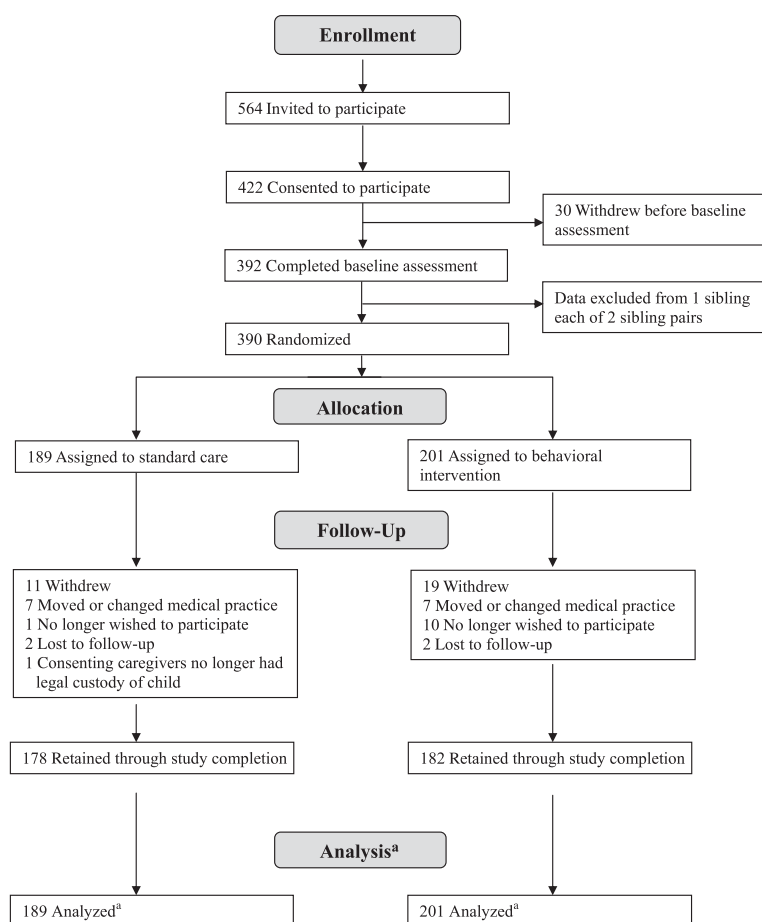 Enrollment
564 Invited to participate
422 Consented to participate
30 Withdrew before baseline
assessment
392 Completed baseline assessment
Data excluded from 1 sibling
each of 2 sibling pairs
390 Randomized
Allocation
189 Assigned to standard care
201 Assigned to behavioral
intervention
Follow-Up
11 Withdrew
7 Moved or changed medical practice
1 No longer wished to participate
2 Lost to follow-up
1 Consenting caregivers no longer had
legal custody of child
19 Withdrew
7 Moved or changed medical practice
10 No longer wished to participate
2 Lost to follow-up
178 Retained through study completion
182 Retained through study completion
Analysisᵃ
189 Analyzedᵃ
201 Analyzedᵃ